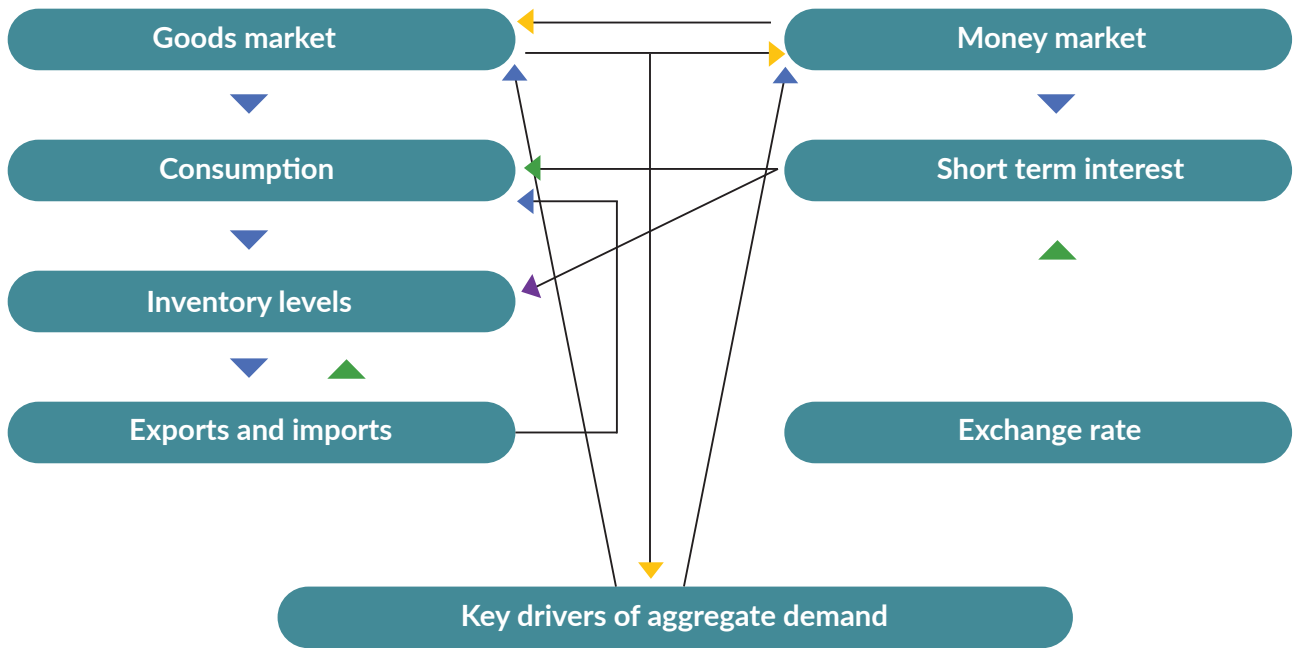 Goods market
Money market
Consumption
Short term interest
Inventory levels
Exports and imports
Exchange rate
Key drivers of aggregate demand